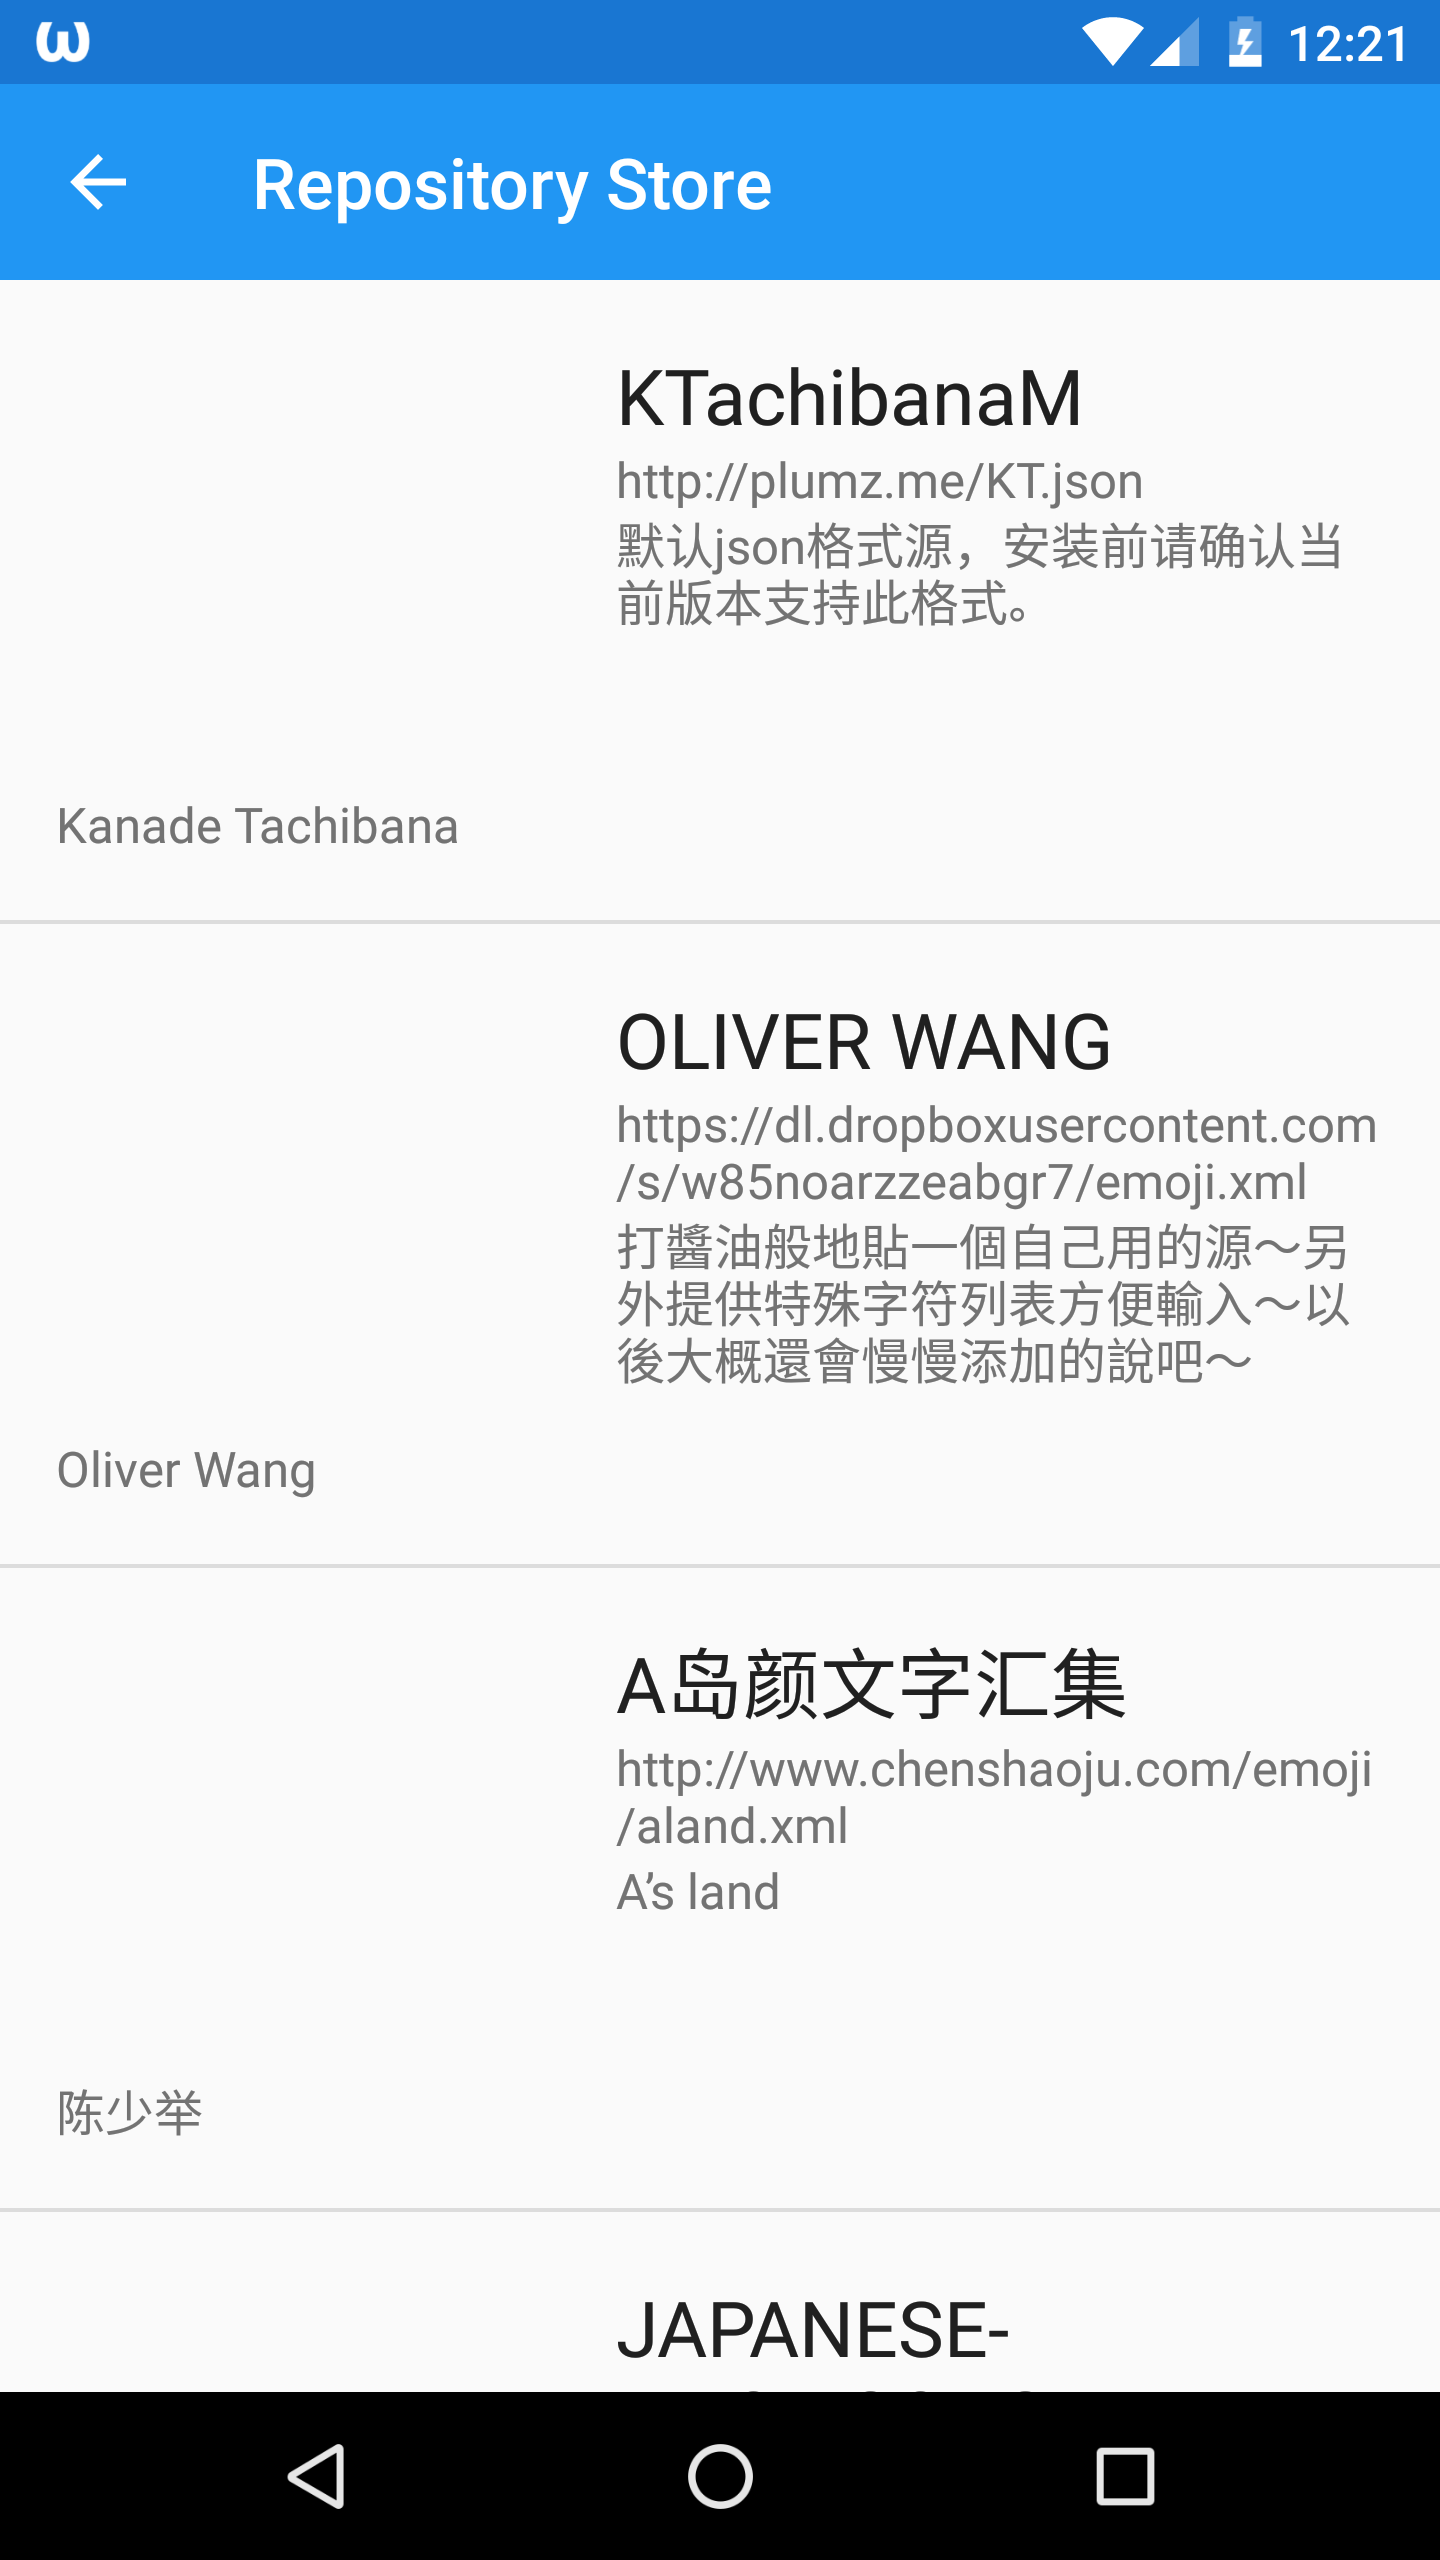 ω
12:21
Repository Store
KTachibanaM
http://plumz.me/KT.json
默认json格式源，安装前请确认当
前版本支持此格式。
Kanade Tachibana
OLIVER WANG
https://dl.dropboxusercontent.com
/s/w85noarzzeabgr7/emoji.xml
打醬油般地貼一個自己用的源～另
外提供特殊字符列表方便輸入～以
後大概還會慢慢添加的說吧～
Oliver Wang
A岛颜文字汇集
http://www.chenshaoju.com/emoji
/aland.xml
A’s land
陈少举
JAPANESE-